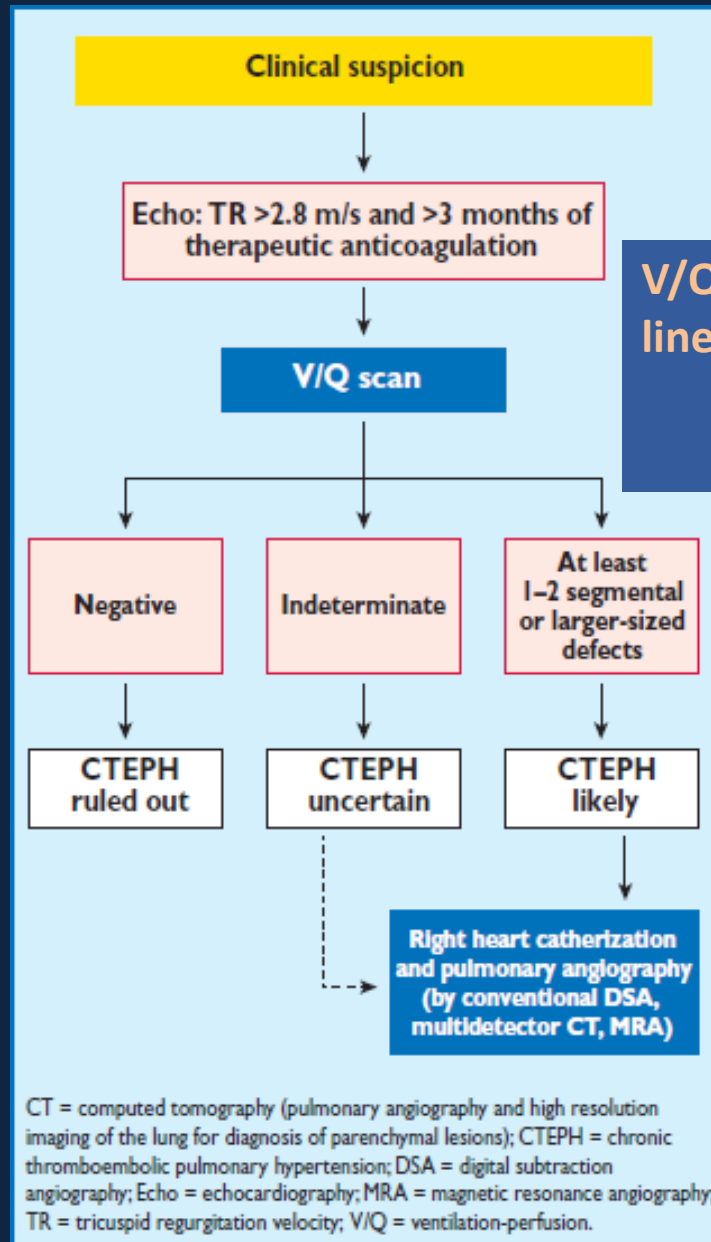 Clinical suspicion
Echo: TR >2.8 m/s and >3 months of
therapeutic anticoagulation
V/Q
line
V/Q scan
Negative
Indeterminate
At least
1–2 segmental
or larger-sized
defects
CTEPH
ruled out
CTEPH
uncertain
CTEPH
likely
Right heart catherization
and pulmonary angiography
(by conventional DSA,
multidetector CT, MRA)
CT = computed tomography (pulmonary angiography and high resolution
imaging of the lung for diagnosis of parenchymal lesions); CTEPH = chronic
thromboembolic pulmonary hypertension; DSA = digital subtraction
angiography; Echo = echocardiography; MRA = magnetic resonance angiography;
TR = tricuspid regurgitation velocity; V/Q = ventilation-perfusion.